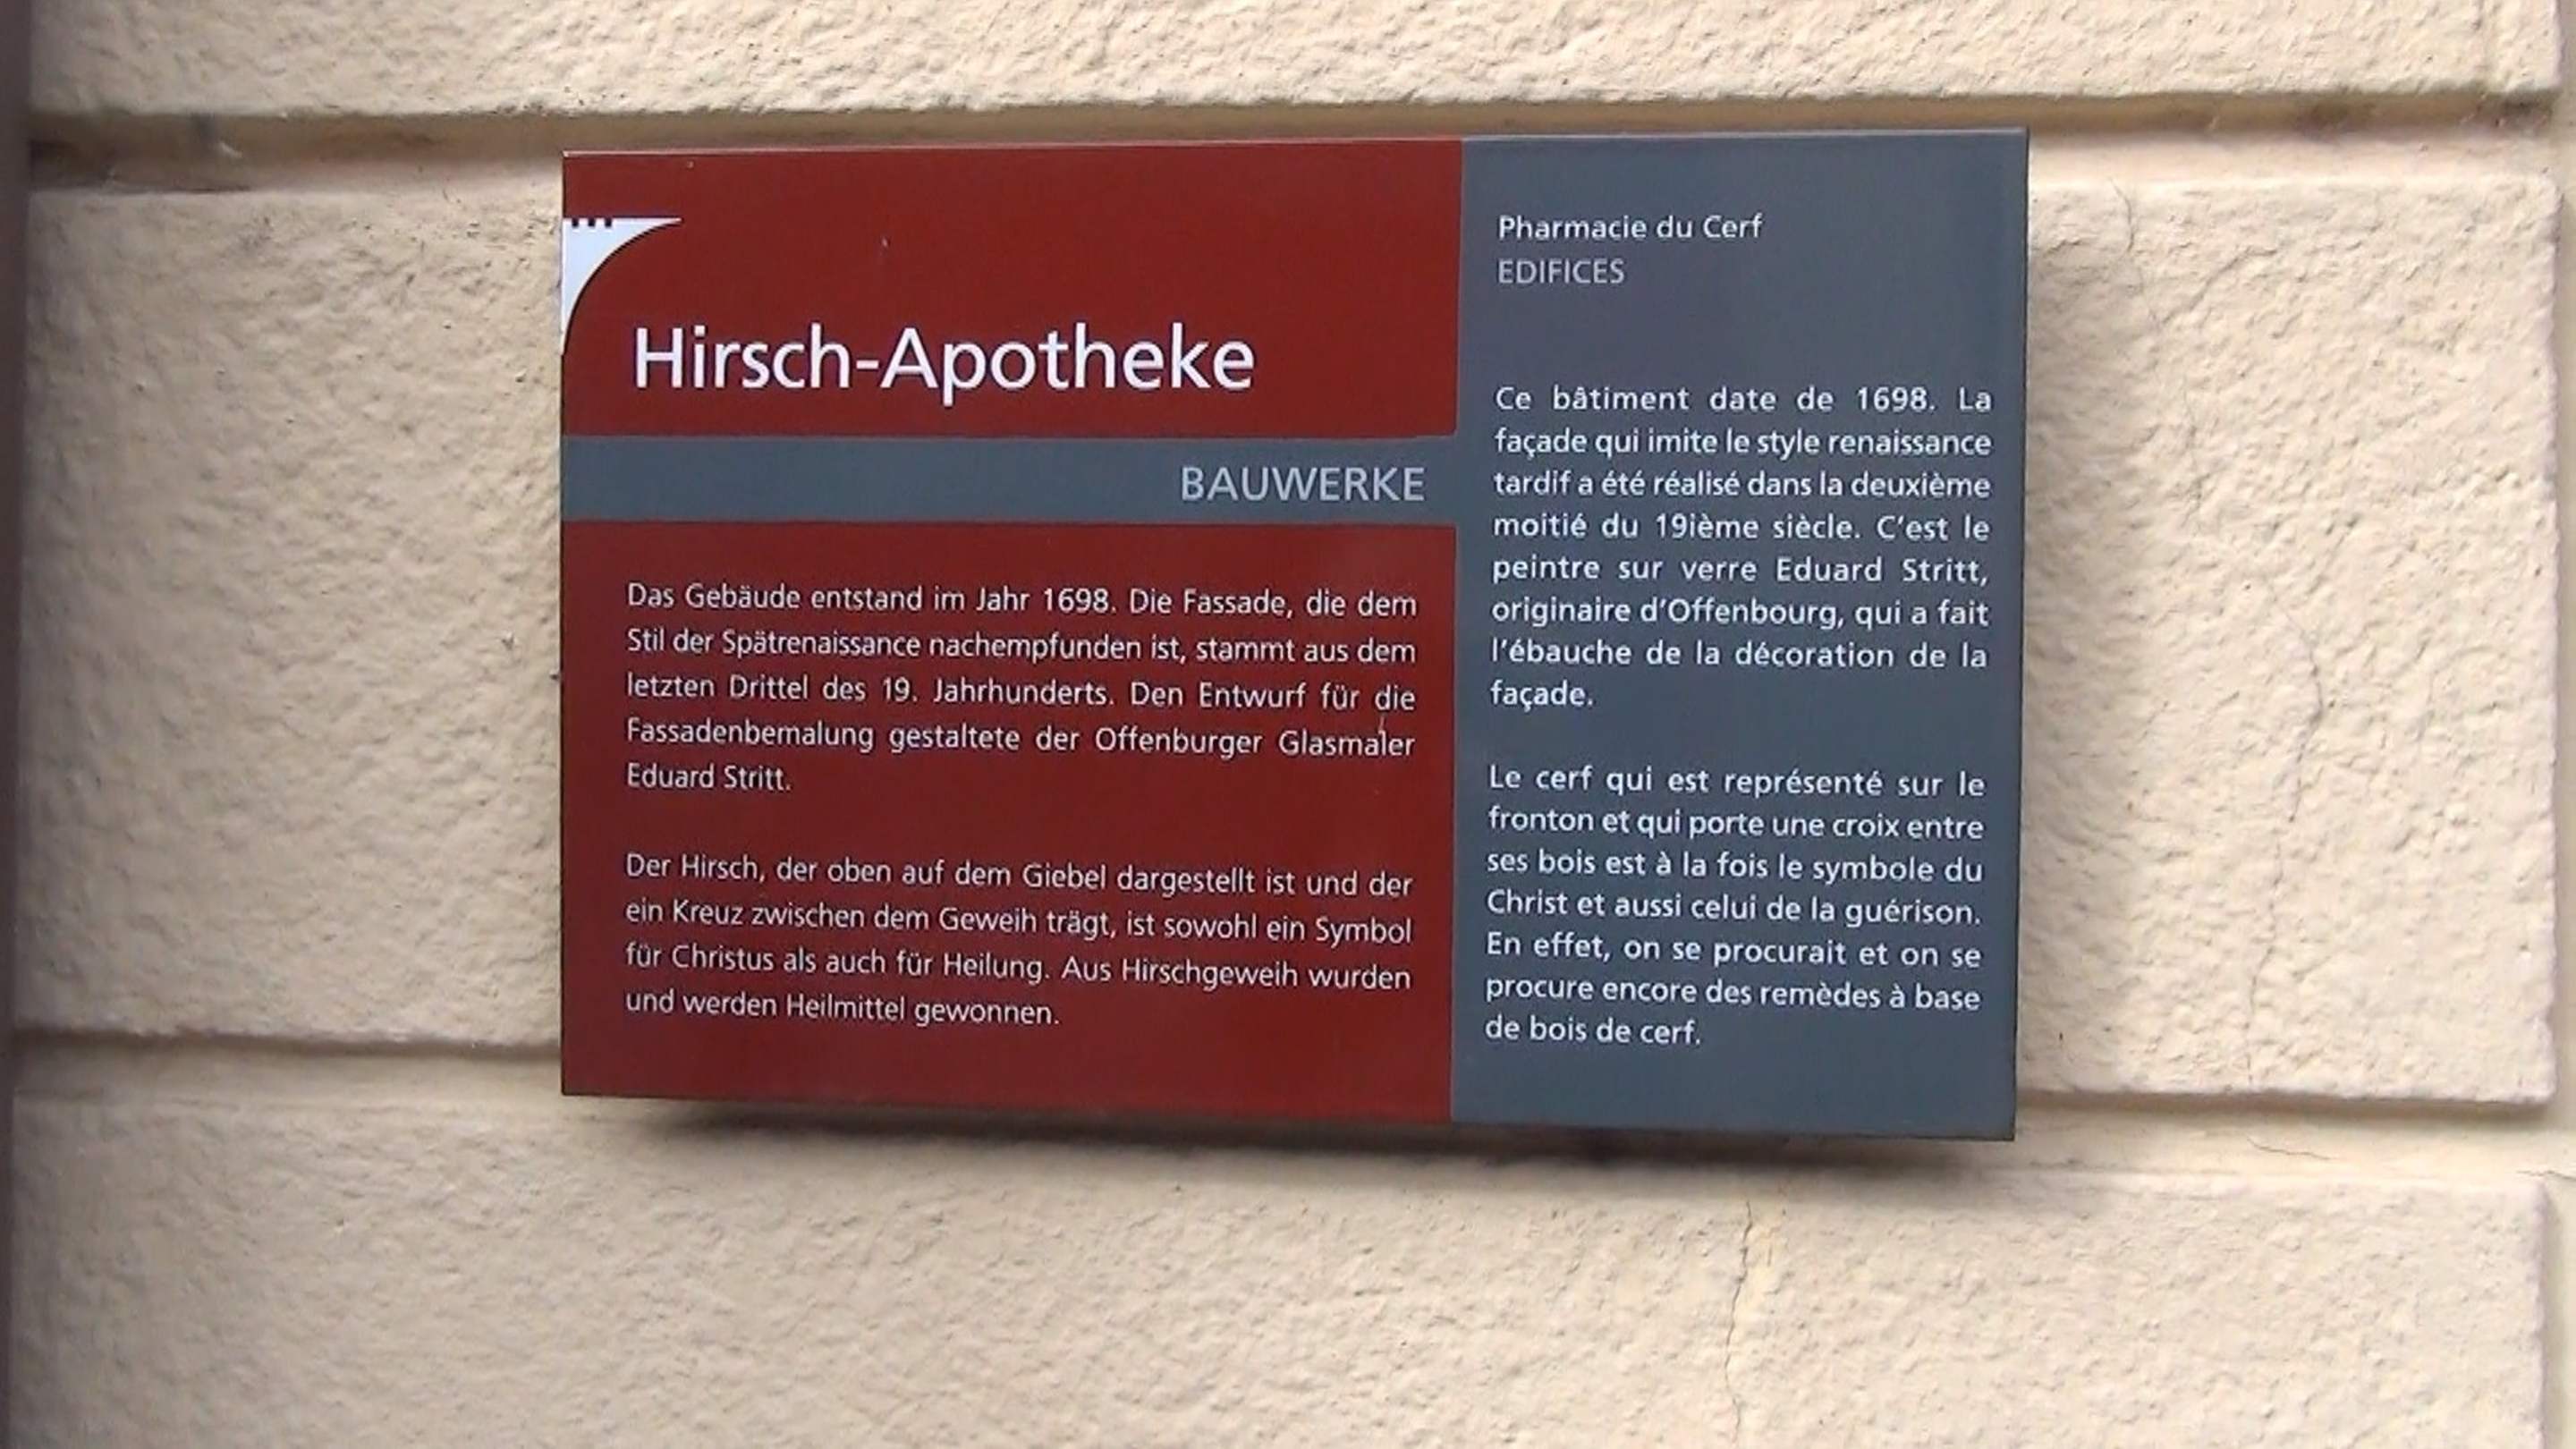 Hirsch-Apotheke
BAUWERKE
Das Gebäude entstand im Jahr 1698. Die Fassade, die dem
Stil der Spätrenaissance nachempfunden ist, stammt aus dem
letzten Drittel des 19. Jahrhunderts. Den Entwurf für die
Fassadenbemalung gestaltete der Offenburger Glasmaler
Eduard Stritt.
Der Hirsch, der oben auf dem Giebel dargestellt ist und der
ein Kreuz zwischen dem Geweih trägt, ist sowohl ein Symbol
für Christus als auch für Heilung. Aus Hirschgeweih wurden
und werden Heilmittel gewonnen.
Pharmacie du Cerf
EDIFICES
Ce bâtiment date de 1698. La
façade qui imite le style renaissance
tardif a été réalisé dans la deuxième
moitié du 19ième siècle. C'est le
peintre sur verre Eduard Stritt,
originaire d'Offenbourg, qui a fait
l'ébauche de la décoration de la
façade.
Le cerf qui est représenté sur le
fronton et qui porte une croix entre
ses bois est à la fois le symbole du
Christ et aussi celui de la guérison.
En effet, on se procurait et on se
procure encore des remèdes à base
de bois de cerf.